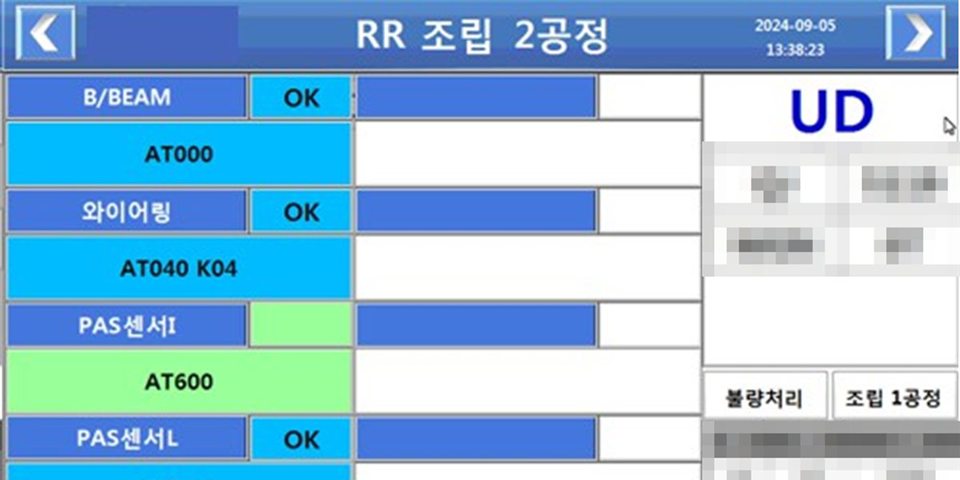 RR 조립 2공정
2024-09-05
13:38:23
B/BEAM OK
AT000
와이어링 OK
AT040 K04
PAS센서I
AT600
PAS센서L OK
UD
불량처리 조립 1공정